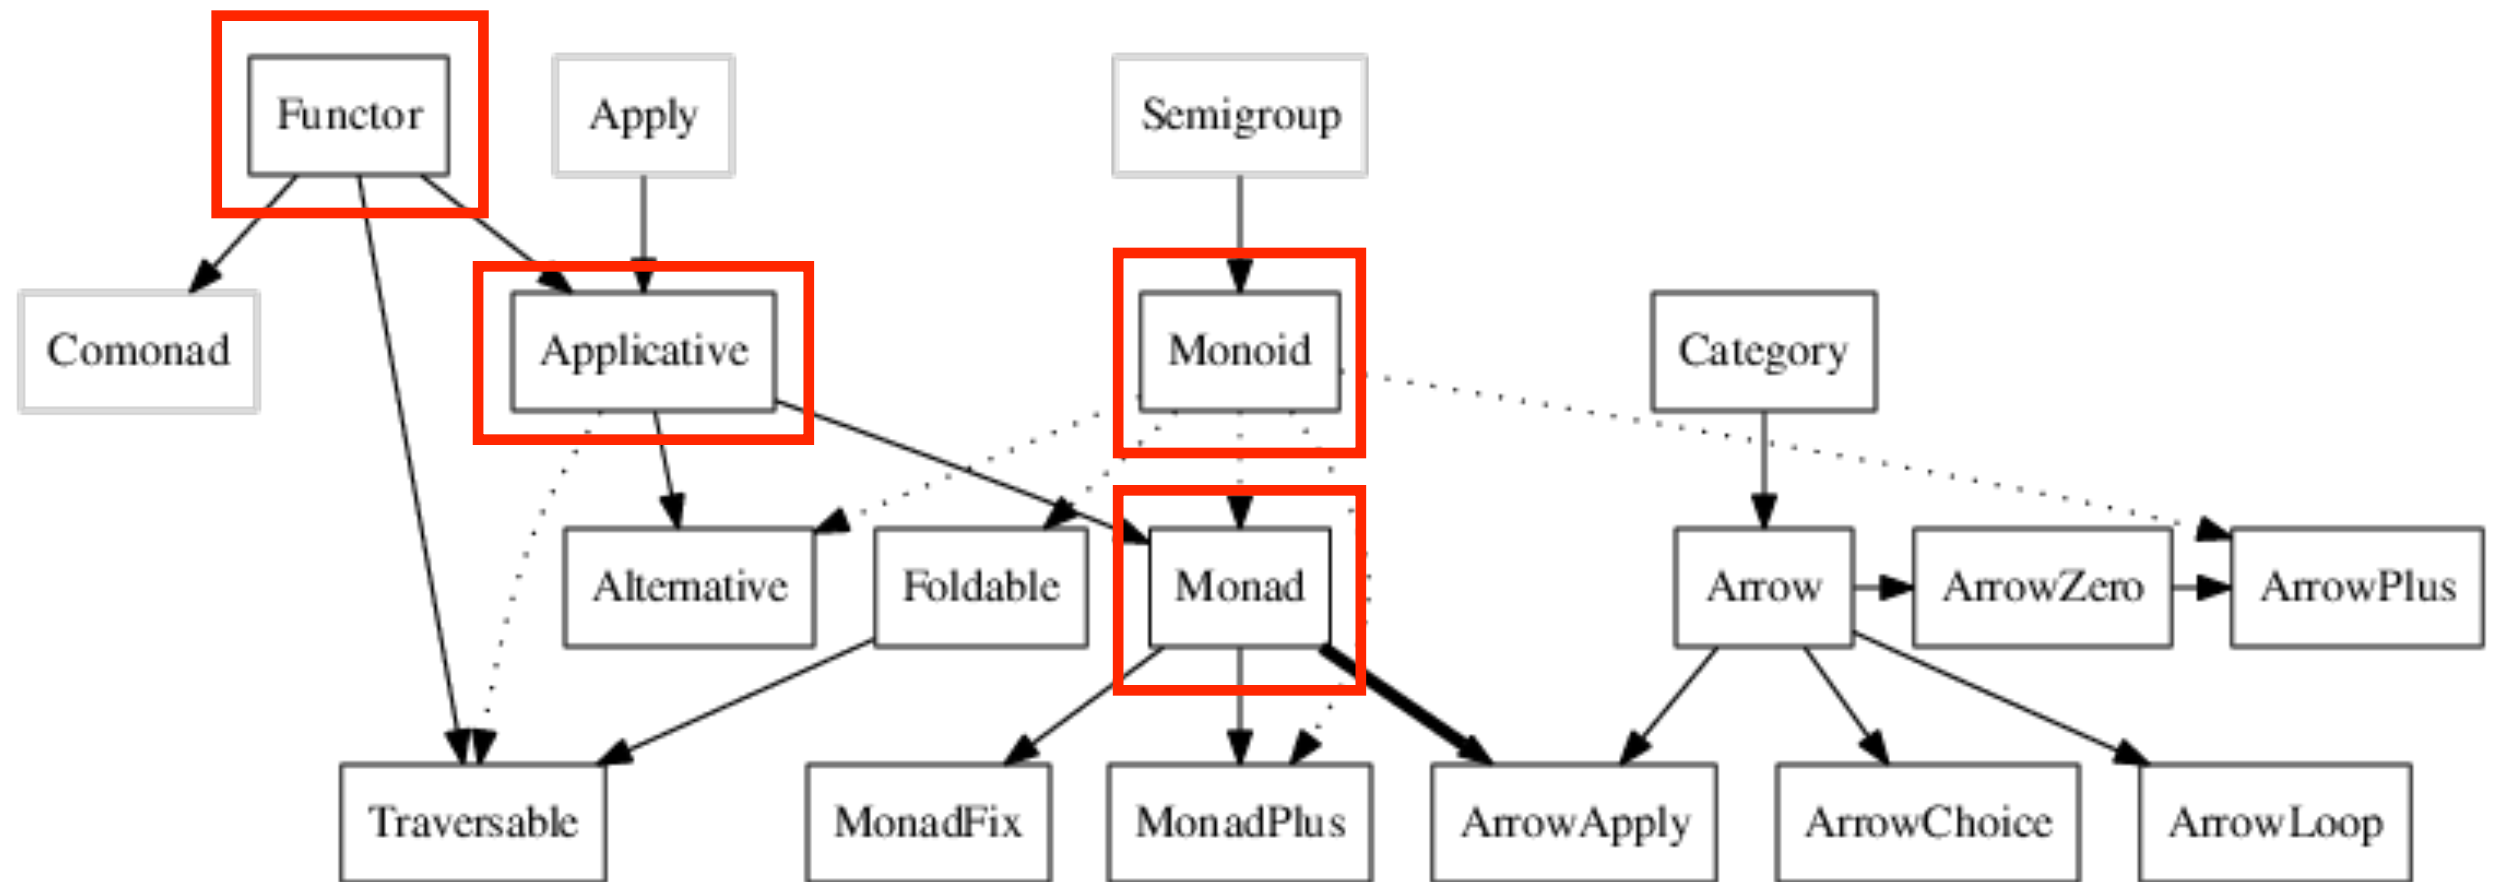 Functor
Apply
Semigroup
Comonad
Applicative
Monoid
Category
Alternative
Foldable
Monad
Arrow
ArrowZero
ArrowPlus
Traversable
MonadFix
MonadPlus
ArrowApply
ArrowChoice
ArrowLoop